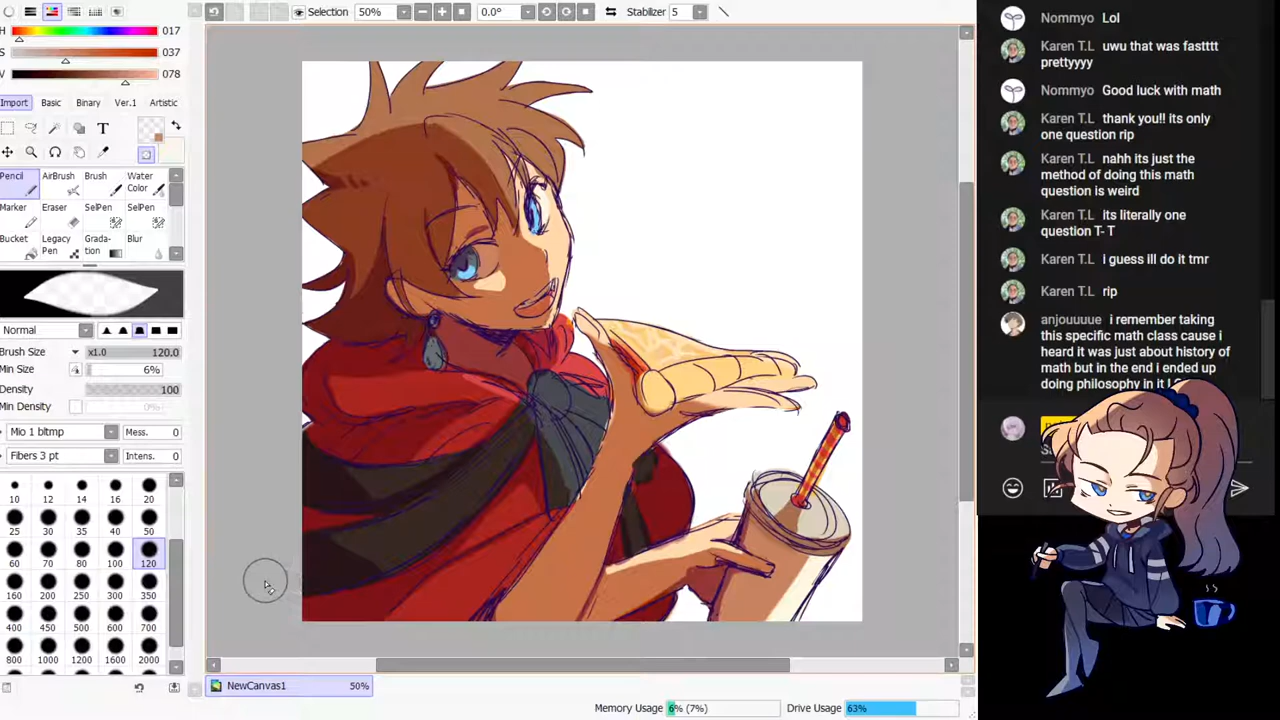 Selection 50% 0.0° Stabilizer 5
H 017
S 037
V 078
Import Basic Binary Ver.1 Artistic
T
Pencil AirBrush Brush Water Color
Marker Eraser SelPen SelPen
Bucket Legacy Pen Grada-tion Blur
Normal
Brush Size x1.0 120.0
Min Size 6%
Density 100
Min Density 0%
Mio 1 bltmp Mess. 0
Fibers 3 pt Intens. 0
10 12 14 16 20
25 30 35 40 50
60 70 80 100 120
160 200 250 300 350
400 450 500 600 700
800 1000 1200 1600 2000
NewCanvas1 50%
Memory Usage 6% (7%) Drive Usage 63%
Nommyo Lol
Karen T.L uwu that was fastttt
prettyyyy
Nommyo Good luck with math
Karen T.L thank you!! its only
one question rip
Karen T.L nahh its just the
method of doing this math
question is weird
Karen T.L its literally one
question T- T
Karen T.L i guess ill do it tmr
Karen T.L rip
anjouuuue i remember taking
this specific math class cause i
heard it was just about history of
math but in the end i ended up
doing philosophy in it